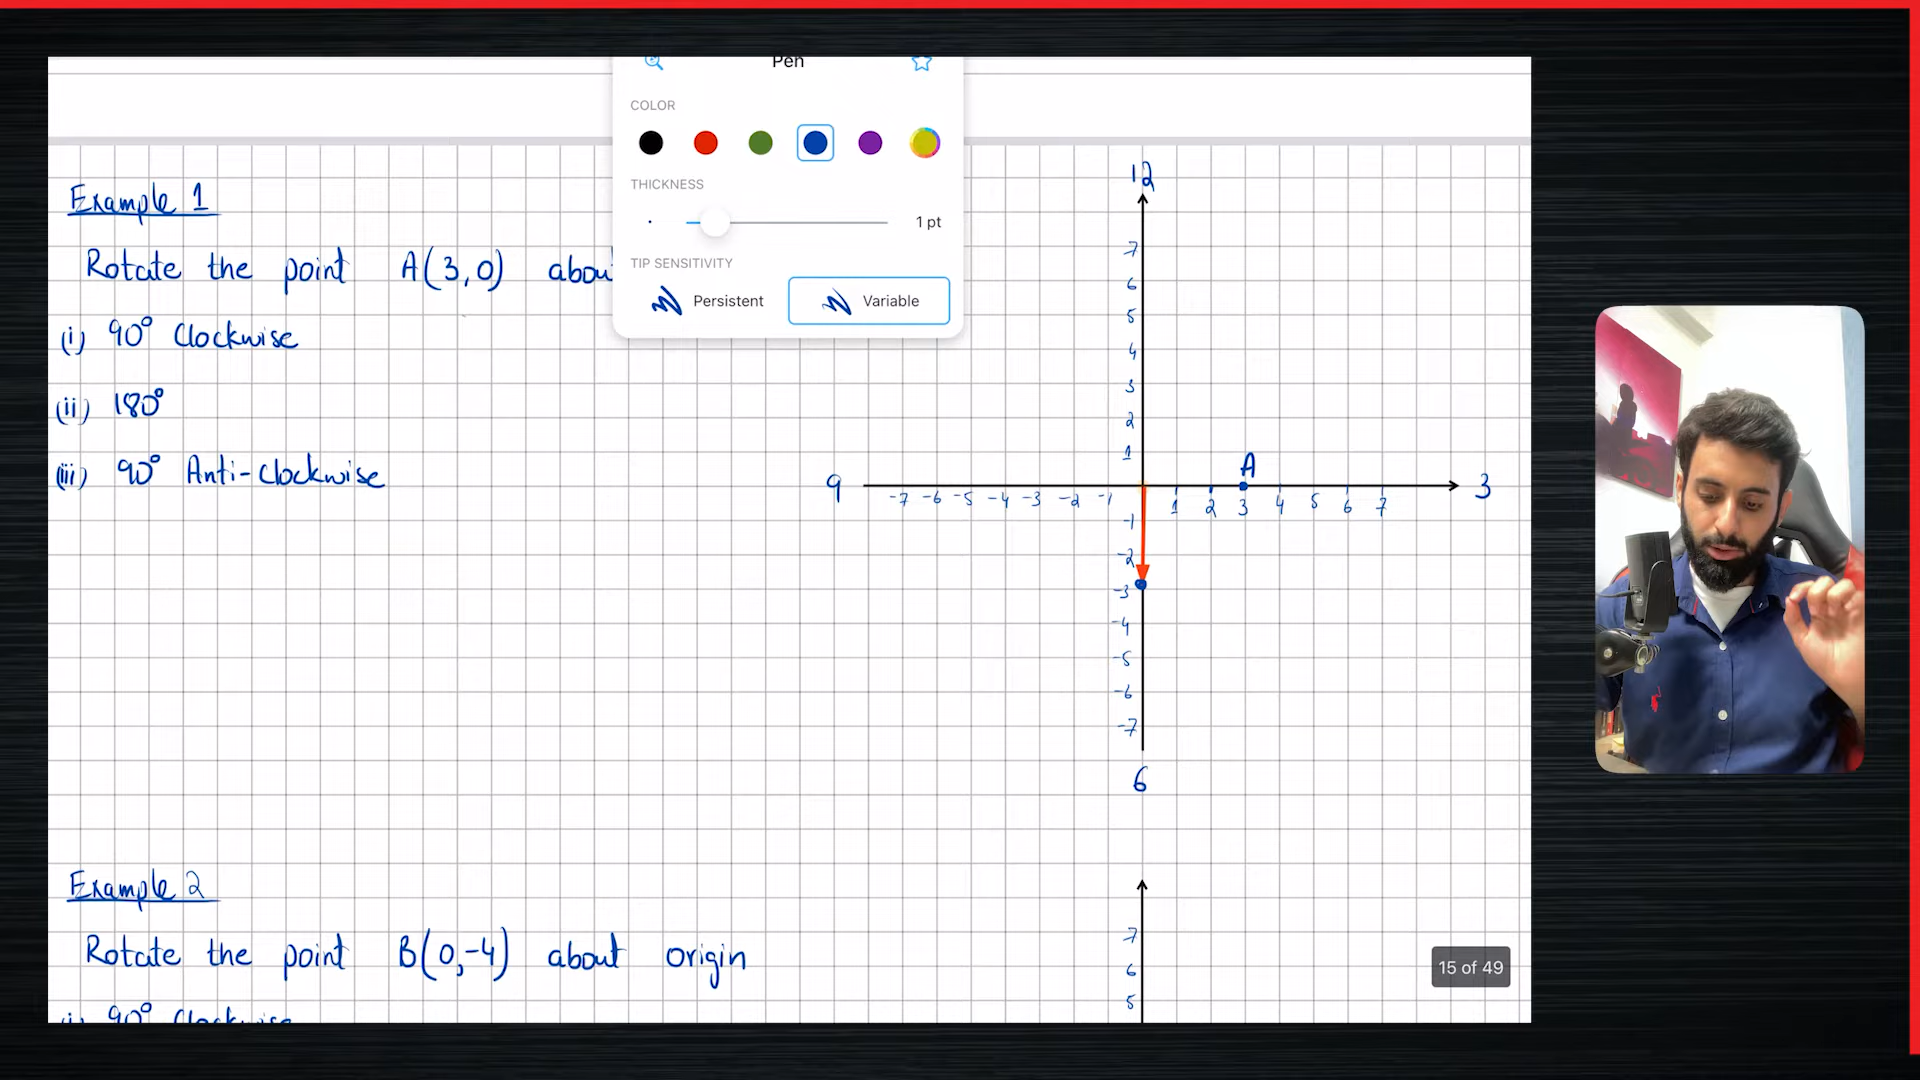 Pen
COLOR
THICKNESS
1 pt
TIP SENSITIVITY
Persistent
Variable
Example 1
Rotate the point A(3,0) abou
(i) 90° Clockwise
(ii) 180°
(iii) 90° Anti-clockwise
12
7
6
5
4
3
2
1
A
9
-7 -6 -5 -4 -3 -2 -1
1 2 3 4 5 6 7
3
-1
-2
-3
-4
-5
-6
-7
6
Example 2
Rotate the point B(0,-4) about origin
(i) 90° Clockwise
7
6
5
15 of 49